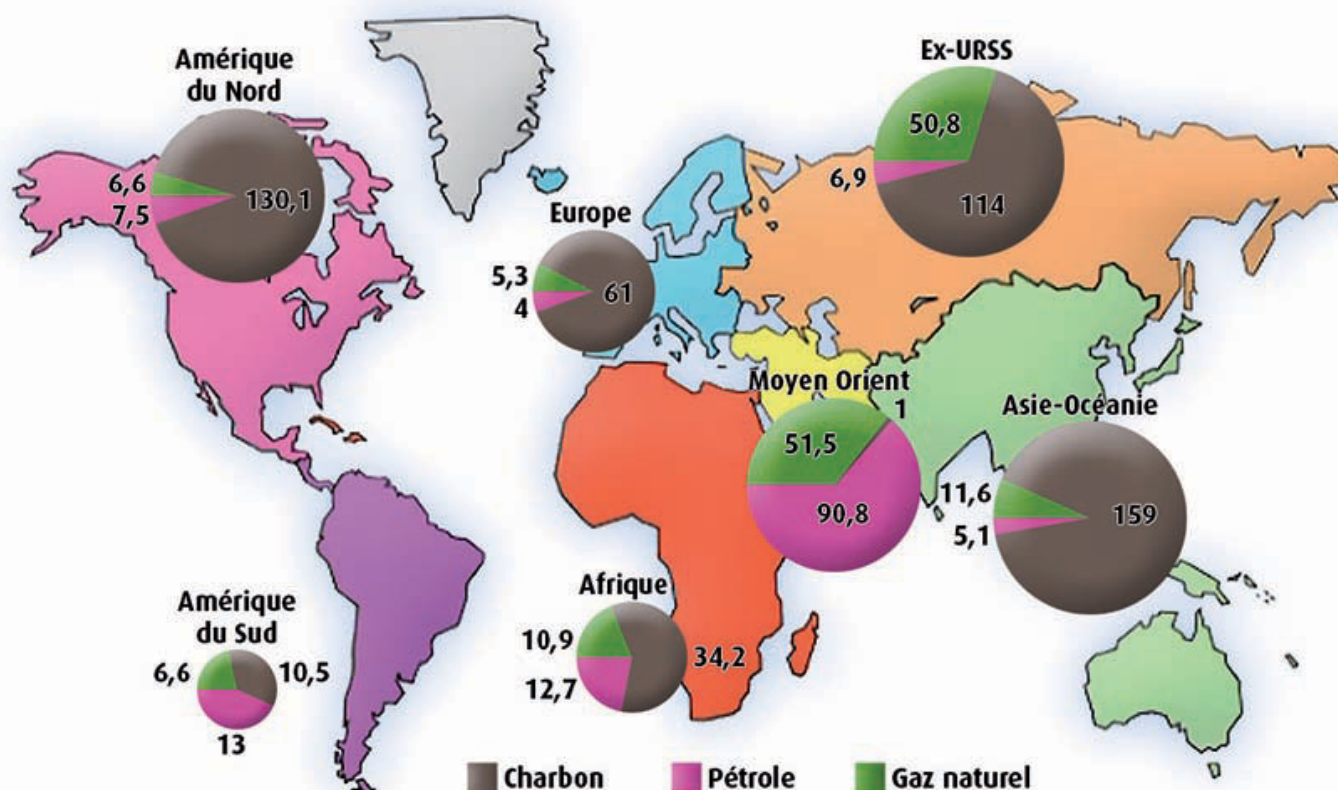 Amérique
du Nord
6,6
7,5
130,1
Ex-URSS
50,8
6,9
114
Europe
5,3
4
61
Moyen Orient
1
51,5
90,8
Asie-Océanie
11,6
5,1
159
Afrique
10,9
12,7
34,2
Amérique
du Sud
6,6
10,5
13
Charbon
Pétrole
Gaz naturel